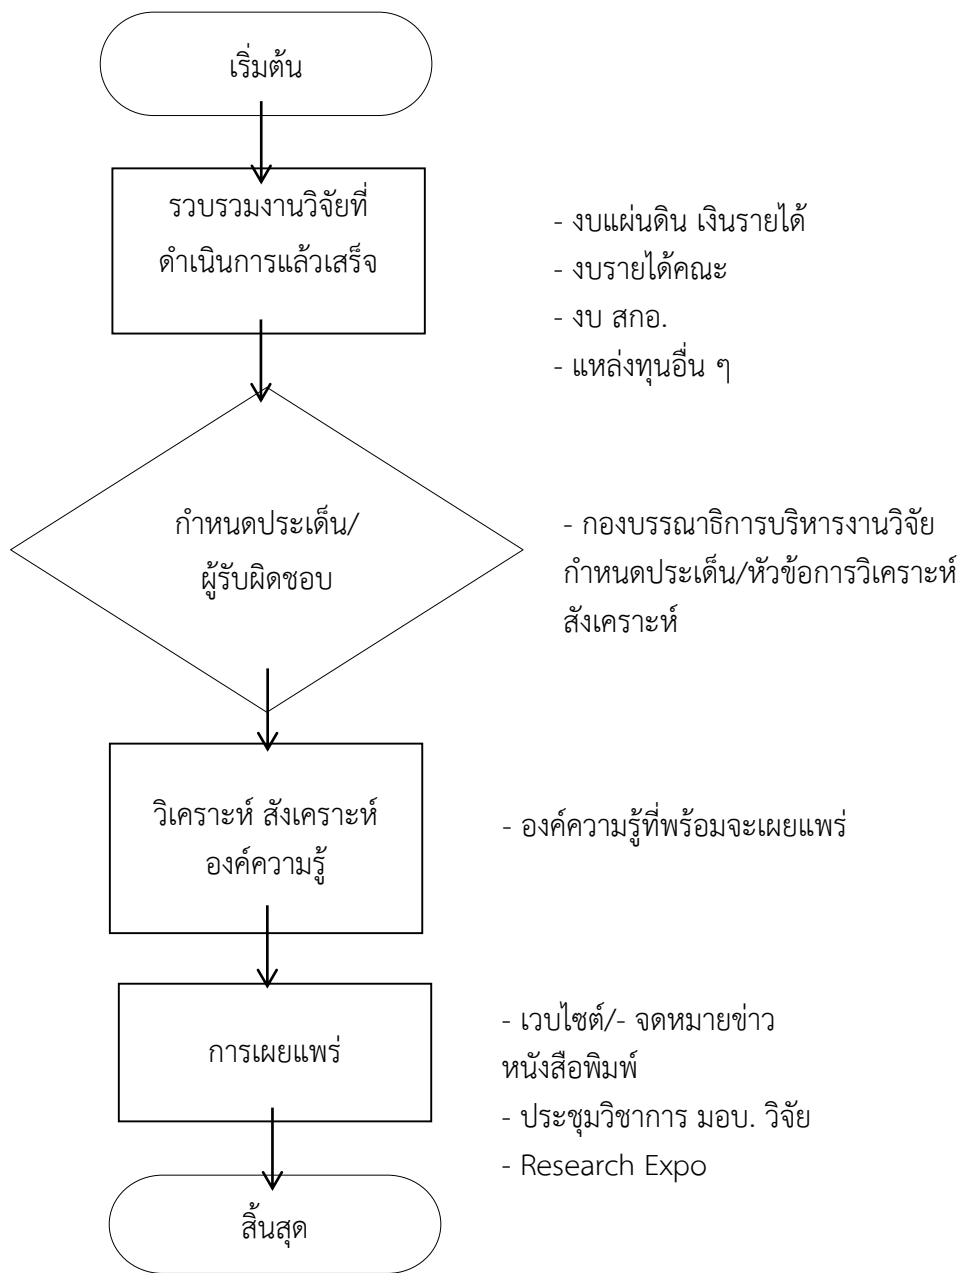 เริ่มต้น
รวบรวมงานวิจัยที่
ดำเนินการแล้วเสร็จ
- งบแผ่นดิน เงินรายได้
- งบรายได้คณะ
- งบ สกอ.
- แหล่งทุนอื่น ๆ
กำหนดประเด็น/
ผู้รับผิดชอบ
- กองบรรณาธิการบริหารงานวิจัย
กำหนดประเด็น/หัวข้อการวิเคราะห์
สังเคราะห์
วิเคราะห์ สังเคราะห์
องค์ความรู้
- องค์ความรู้ที่พร้อมจะเผยแพร่
การเผยแพร่
- เวบไซต์/- จดหมายข่าว
หนังสือพิมพ์
- ประชุมวิชาการ มอบ. วิจัย
- Research Expo
สิ้นสุด